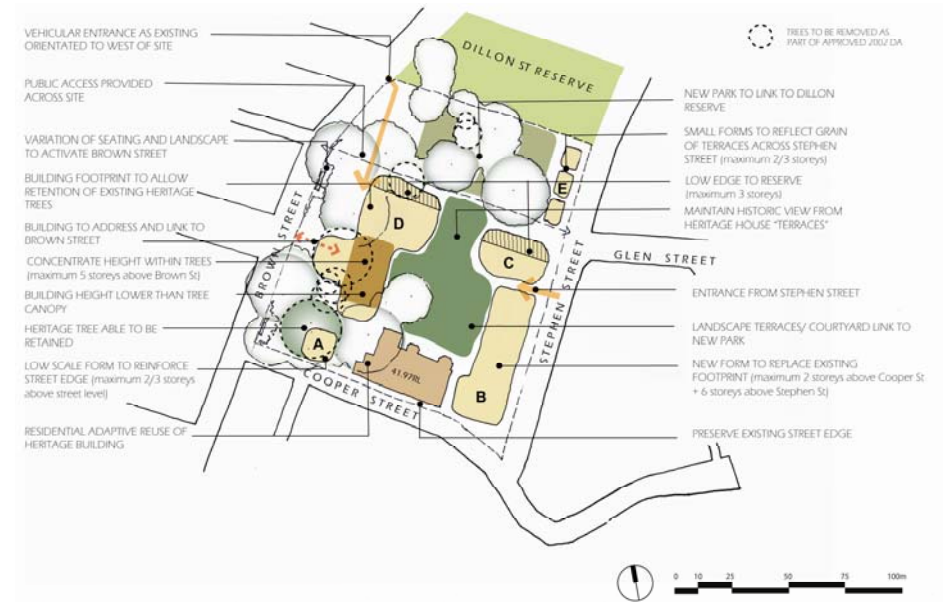 VEHICULAR ENTRANCE AS EXISTING
ORIENTATED TO WEST OF SITE
PUBLIC ACCESS PROVIDED
ACROSS SITE
VARIATION OF SEATING AND LANDSCAPE
TO ACTIVATE BROWN STREET
BUILDING FOOTPRINT TO ALLOW
RETENTION OF EXISTING HERITAGE
TREES
BUILDING TO ADDRESS AND LINK TO
BROWN STREET
CONCENTRATE HEIGHT WITHIN TREES
(maximum 5 storeys above Brown St)
BUILDING HEIGHT LOWER THAN TREE
CANOPY
HERITAGE TREE ABLE TO BE
RETAINED
LOW SCALE FORM TO REINFORCE
STREET EDGE (maximum 2/3 storeys
above street level)
RESIDENTIAL ADAPTIVE REUSE OF
HERITAGE BUILDING
DILLON ST RESERVE
BROWN STREET
COOPER STREET
STEPHEN STREET
GLEN STREET
A
B
C
D
E
41.97RL
TREES TO BE REMOVED AS
PART OF APPROVED 2002 DA
NEW PARK TO LINK TO DILLON
RESERVE
SMALL FORMS TO REFLECT GRAIN
OF TERRACES ACROSS STEPHEN
STREET (maximum 2/3 storeys)
LOW EDGE TO RESERVE
(maximum 3 storeys)
MAINTAIN HISTORIC VIEW FROM
HERITAGE HOUSE "TERRACES"
ENTRANCE FROM STEPHEN STREET
LANDSCAPE TERRACES/ COURTYARD LINK TO
NEW PARK
NEW FORM TO REPLACE EXISTING
FOOTPRINT (maximum 2 storeys above Cooper St
+ 6 storeys above Stephen St)
PRESERVE EXISTING STREET EDGE
0 10 25 50 75 100m